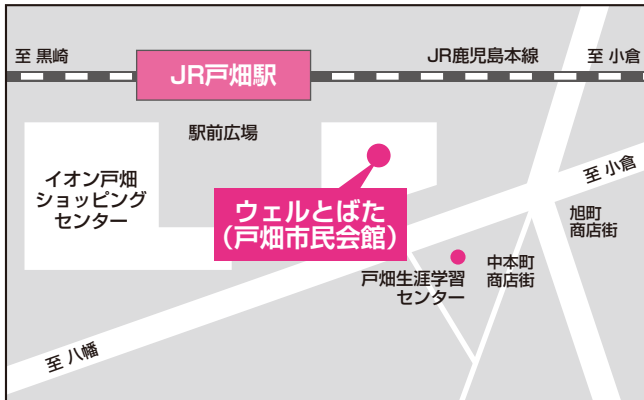 至 黒崎
JR戸畑駅
JR鹿児島本線
至 小倉
駅前広場
イオン戸畑
ショッピング
センター
ウェルとばた
（戸畑市民会館）
至 小倉
旭町
商店街
中本町
商店街
戸畑生涯学習
センター
至 八幡